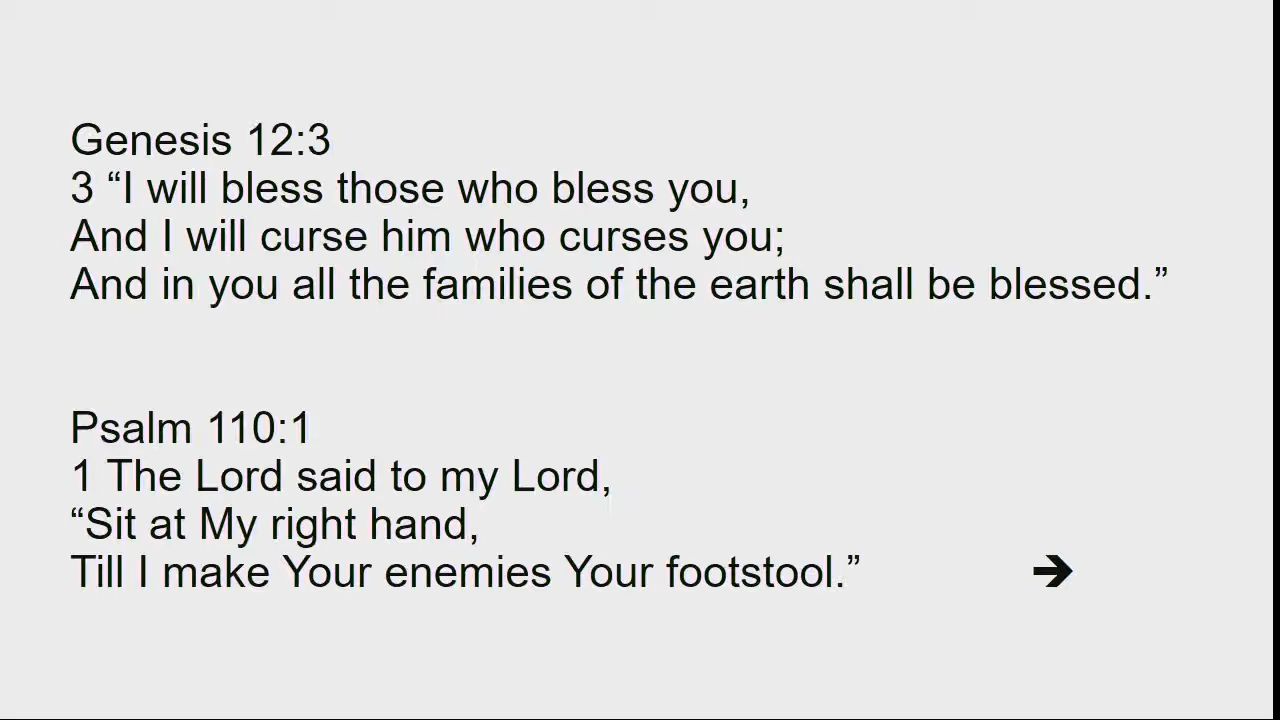 Genesis 12:3
3 “I will bless those who bless you,
And I will curse him who curses you;
And in you all the families of the earth shall be blessed.”
Psalm 110:1
1 The Lord said to my Lord,
“Sit at My right hand,
Till I make Your enemies Your footstool.” ➔